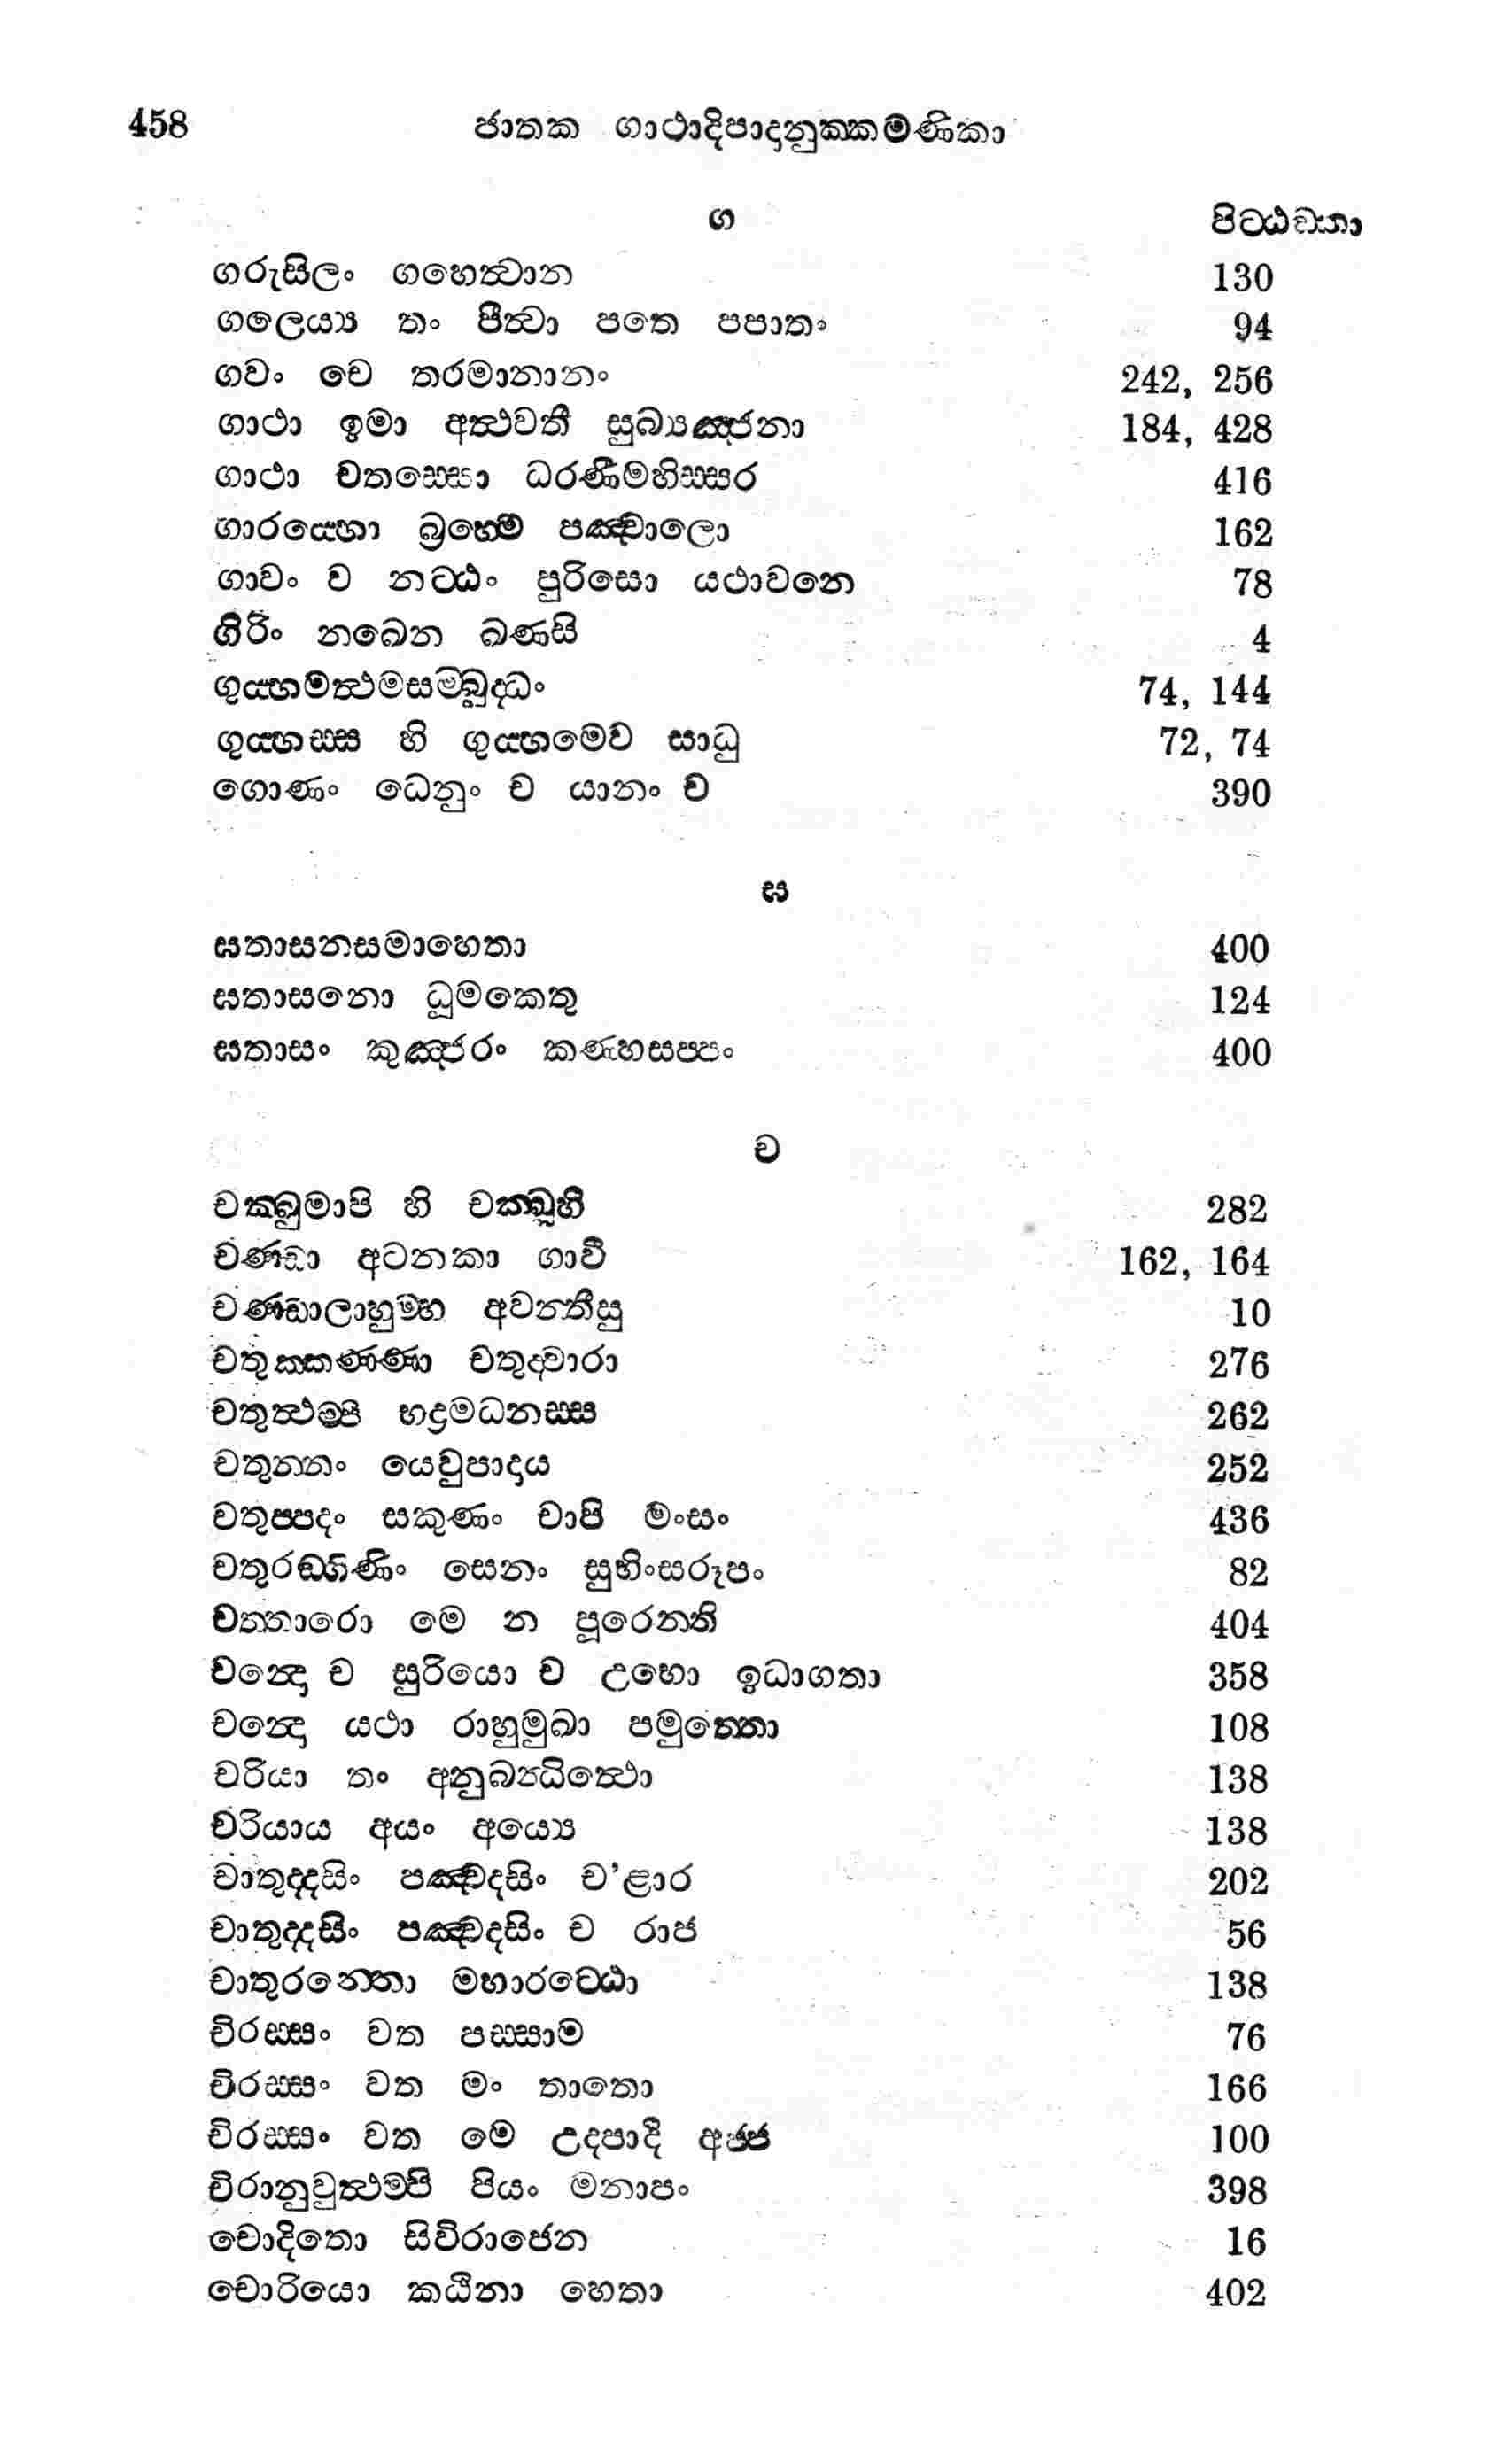 458 ජාතක ගාථාදිපාදානුක්කමණිකා
ග පිට්ඨඞ්කා
ගරුසිලං ගහෙත්වාන 130
ගලෙය්‍ය තං පීත්වා පතෙ පපාතං 94
ගවං චෙ තරමානානං 242, 256
ගාථා ඉමා අත්ථවතී සුබ්‍යඤ්ජනා 184, 428
ගාථා චතස්සො ධරණීමහිස්සර 416
ගාරය්හො බ්‍රහ්මෙ පඤ්චාලො 162
ගාවං ව නට්ඨං පුරිසො යථාවනෙ 78
ගිරිං නඛෙන ඛණසි 4
ගුය්හමත්ථමසම්බුද්ධං 74, 144
ගුය්හස්ස හි ගුය්හමෙව සාධු 72, 74
ගොණං ධෙනුං ච යානං ච 390
ඝ
ඝතාසනසමාහෙතා 400
ඝතාසනො ධූමකෙතු 124
ඝතාසං කුඤ්ජරං කණ්හසප්පං 400
ච
චක්ඛුමාපි හි චක්ඛූහි 282
චණ්ඩා අටනකා ගාවී 162, 164
චණ්ඩාලාහුම්හ අවන්තීසු 10
චතුක්කණ්ණා චතුද්වාරා 276
චතුත්ථම්පි භද්‍රමධනස්ස 262
චතුන්නං යෙවුපාදාය 252
චතුප්පදං සකුණං චාපි මංසං 436
චතුරඞ්ගිණිං සෙනං සුභිංසරූපං 82
චත්තාරො මෙ න පූරෙන්ති 404
චන්දො ච සුරියො ච උභො ඉධාගතා 358
චන්දො යථා රාහුමුඛා පමුත්තො 108
චරියා තං අනුබන්ධිත්ථො 138
චරියාය අයං අය්‍යෙ 138
චාතුද්දසිං පඤ්චදසිං ච’ළාර 202
චාතුද්දසිං පඤ්චදසිං ච රාජ 56
චාතුරන්තො මහාරට්ඨො 138
චිරස්සං වත පස්සාම 76
චිරස්සං වත මං තාතො 166
චිරස්සං වත මෙ උදපාදි අජ්ජ 100
චිරානුවුත්ථම්පි පියං මනාපං 398
චොදිතො සිවිරාජෙන 16
චොරියො කඨිනා හෙතා 402